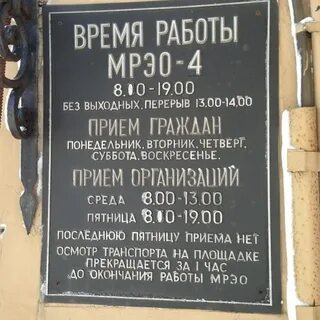 ВРЕМЯ РАБОТЫ
МРЭО-4
8.00-19.00
БЕЗ ВЫХОДНЫХ, ПЕРЕРЫВ 13.00-14.00
ПРИЕМ ГРАЖДАН
ПОНЕДЕЛЬНИК, ВТОРНИК, ЧЕТВЕРГ,
СУББОТА, ВОСКРЕСЕНЬЕ.
ПРИЕМ ОРГАНИЗАЦИЙ
СРЕДА 8.00-13.00
ПЯТНИЦА 8.00-19.00
ПОСЛЕДНЮЮ ПЯТНИЦУ ПРИЕМА НЕТ
ОСМОТР ТРАНСПОРТА НА ПЛОЩАДКЕ
ПРЕКРАЩАЕТСЯ ЗА 1 ЧАС
ДО ОКОНЧАНИЯ РАБОТЫ МРЭО